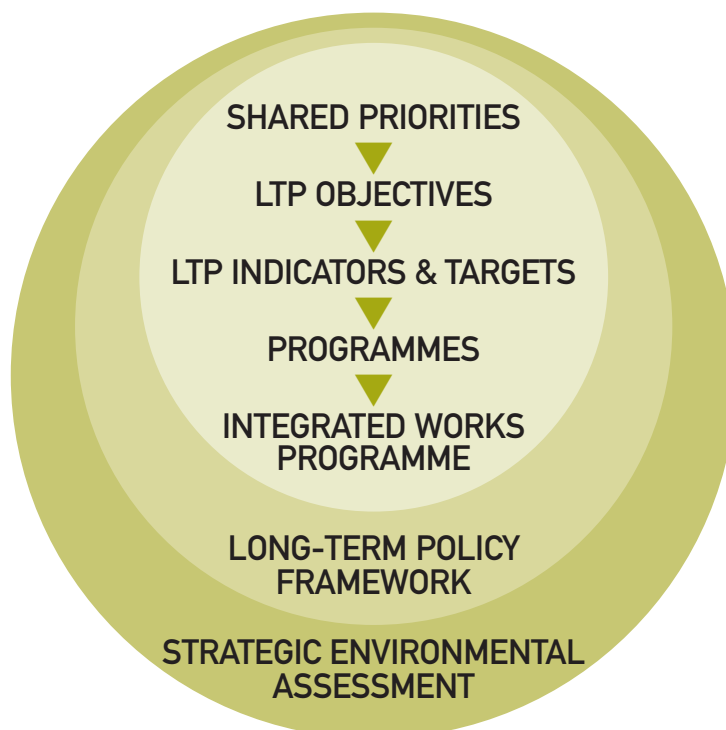 SHARED PRIORITIES
LTP OBJECTIVES
LTP INDICATORS & TARGETS
PROGRAMMES
INTEGRATED WORKS
PROGRAMME
LONG-TERM POLICY
FRAMEWORK
STRATEGIC ENVIRONMENTAL
ASSESSMENT